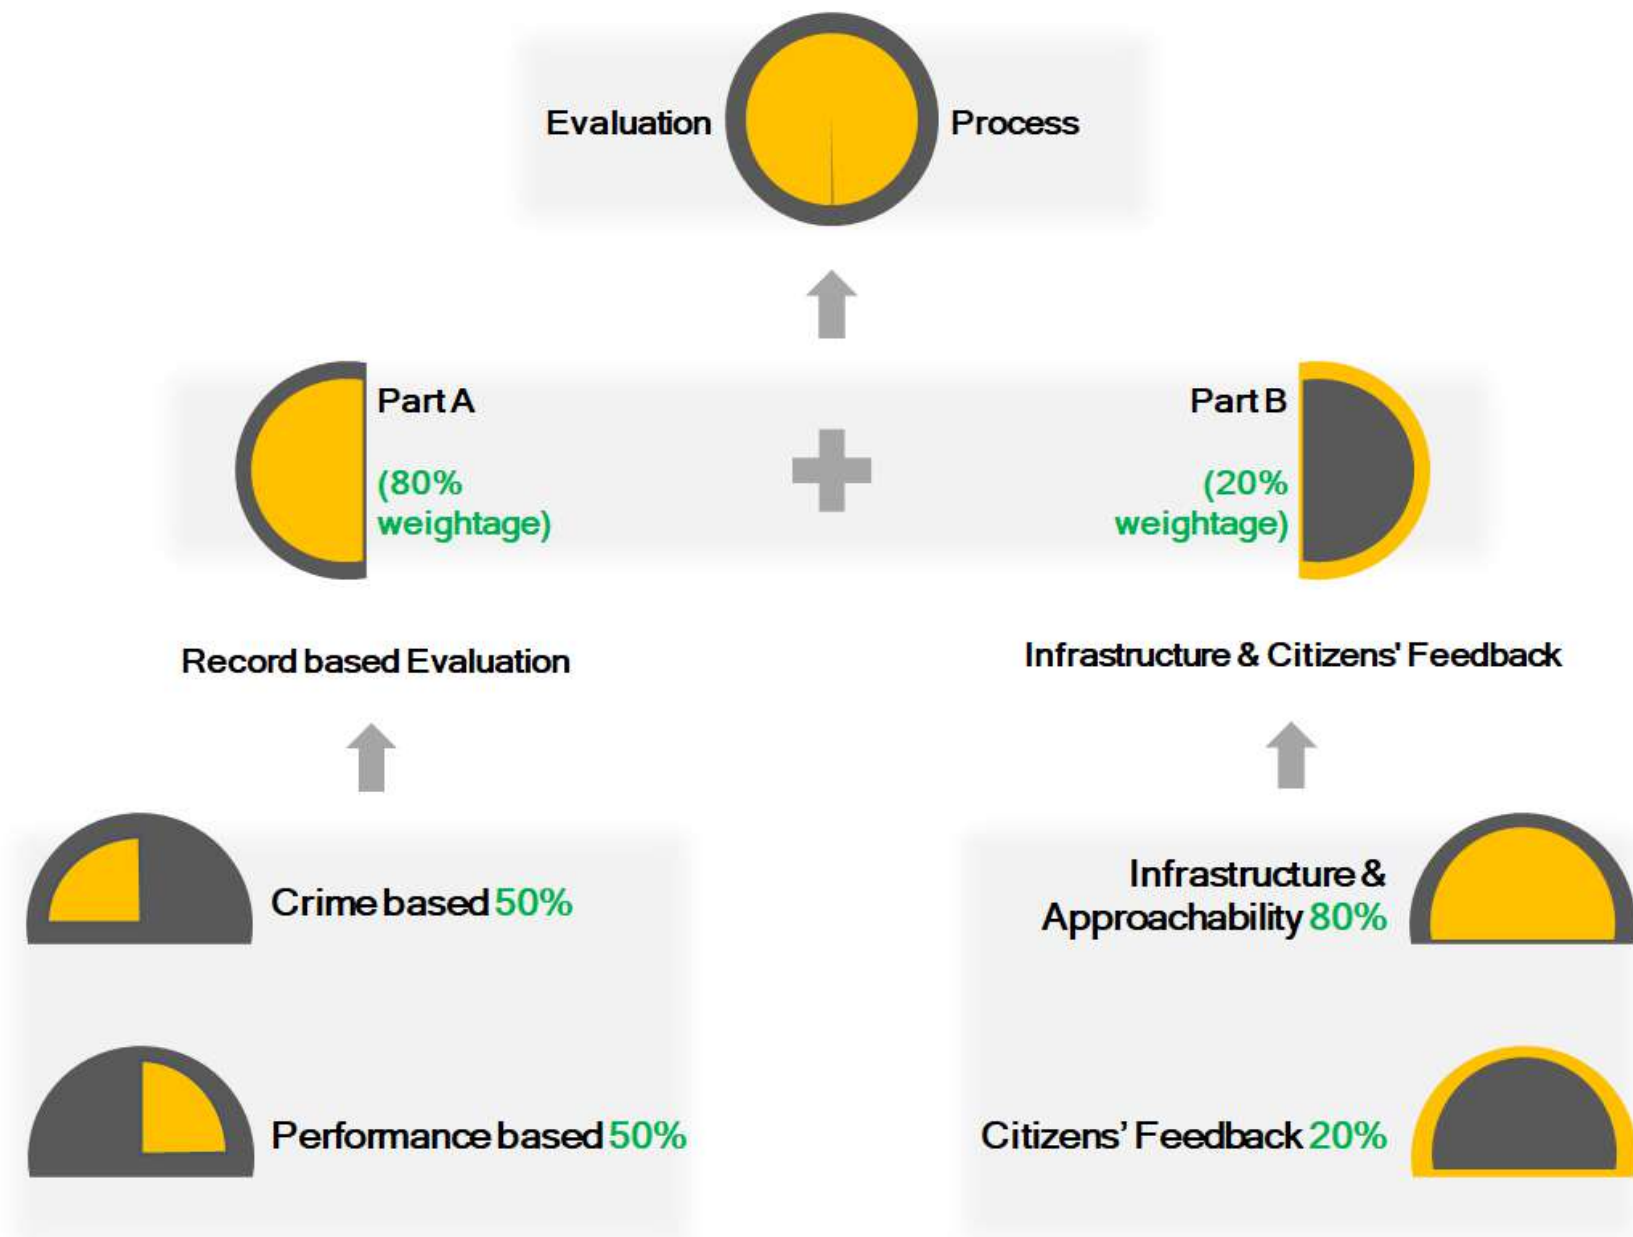 Evaluation Process
Part A
(80%
weightage)
Part B
(20%
weightage)
Record based Evaluation
Infrastructure & Citizens' Feedback
Crime based 50%
Infrastructure &
Approachability 80%
Performance based 50%
Citizens’ Feedback 20%